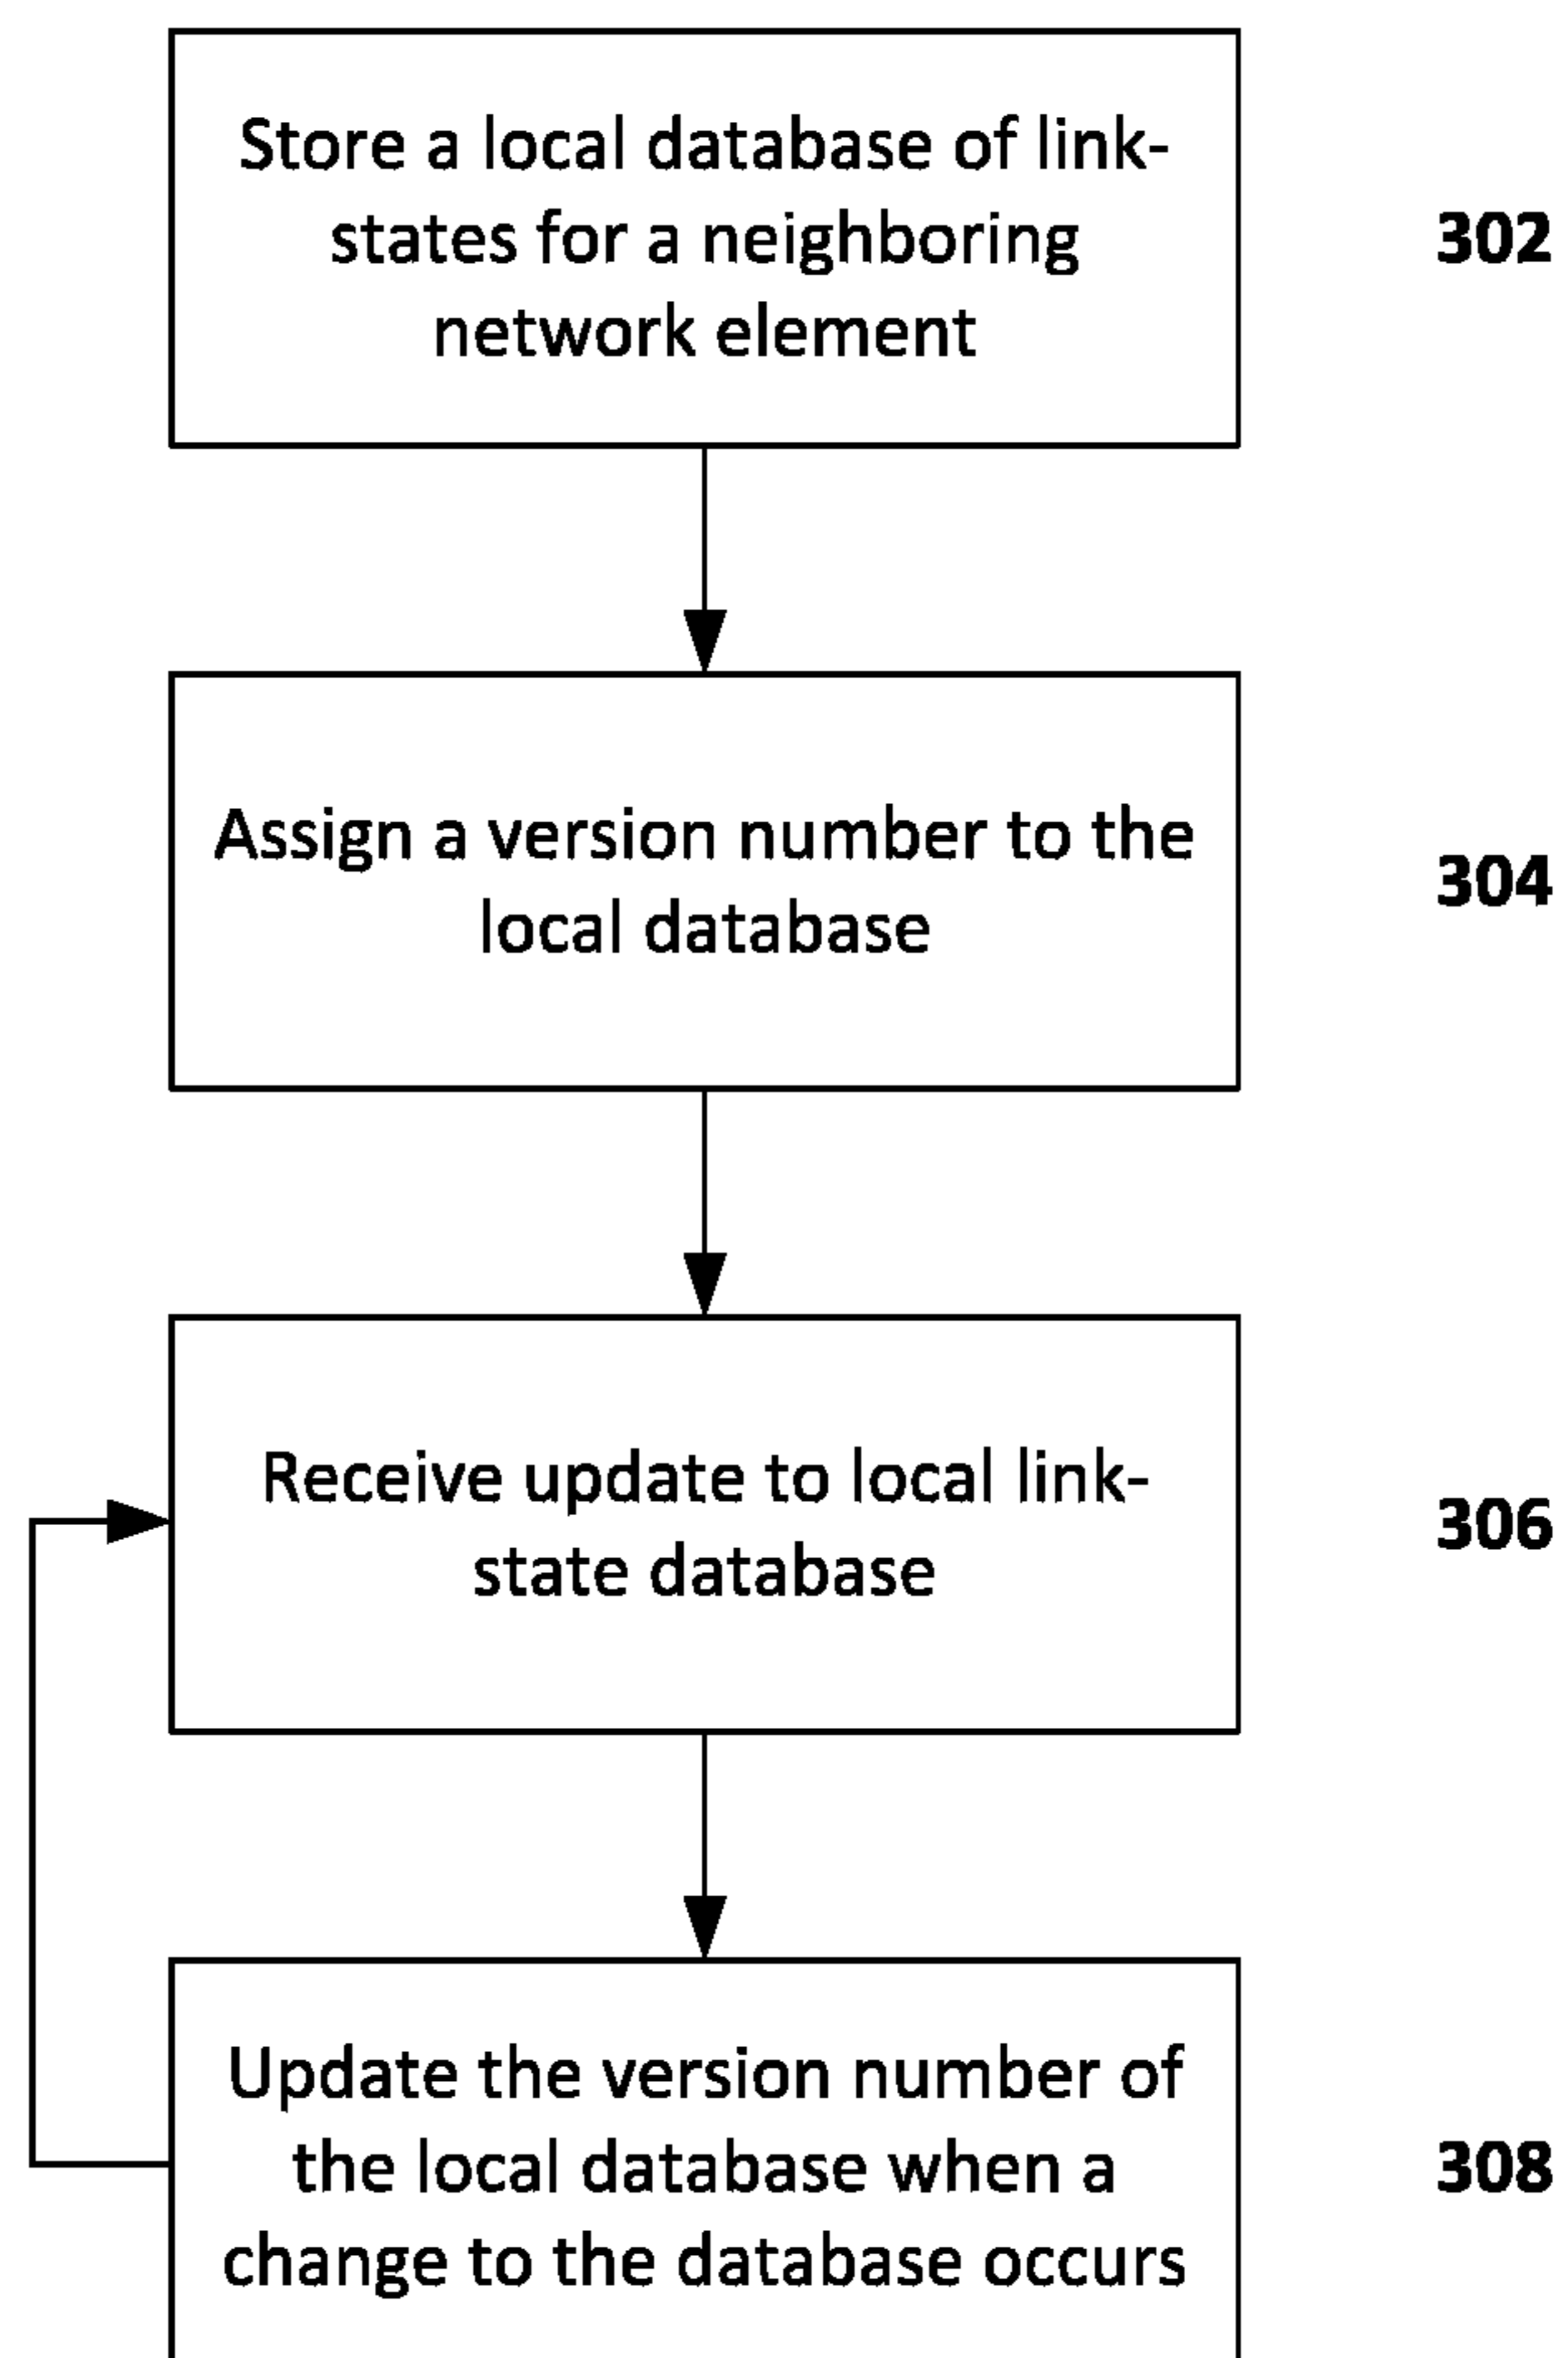 Store a local database of link-
states for a neighboring
network element
302
Assign a version number to the
local database
304
Receive update to local link-
state database
306
Update the version number of
the local database when a
change to the database occurs
308